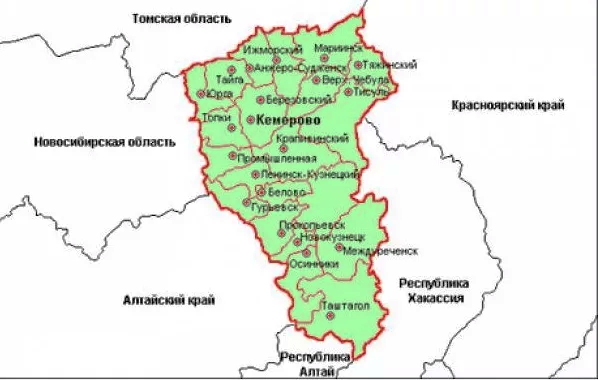 Томская область
Мариинск
Ижморский
Тяжинский
Анжеро-Судженск
Тайга
Верх. Чебула
Тисуль
Юрга
Березовский
Красноярский край
Топки
Кемерово
Новосибирская область
Крапивинский
Промышленная
Ленинск-Кузнецкий
Белово
Гурьевск
Прокопьевск
Новокузнецк
Междуреченск
Осинники
Республика
Хакассия
Алтайский край
Таштагол
Республика
Алтай